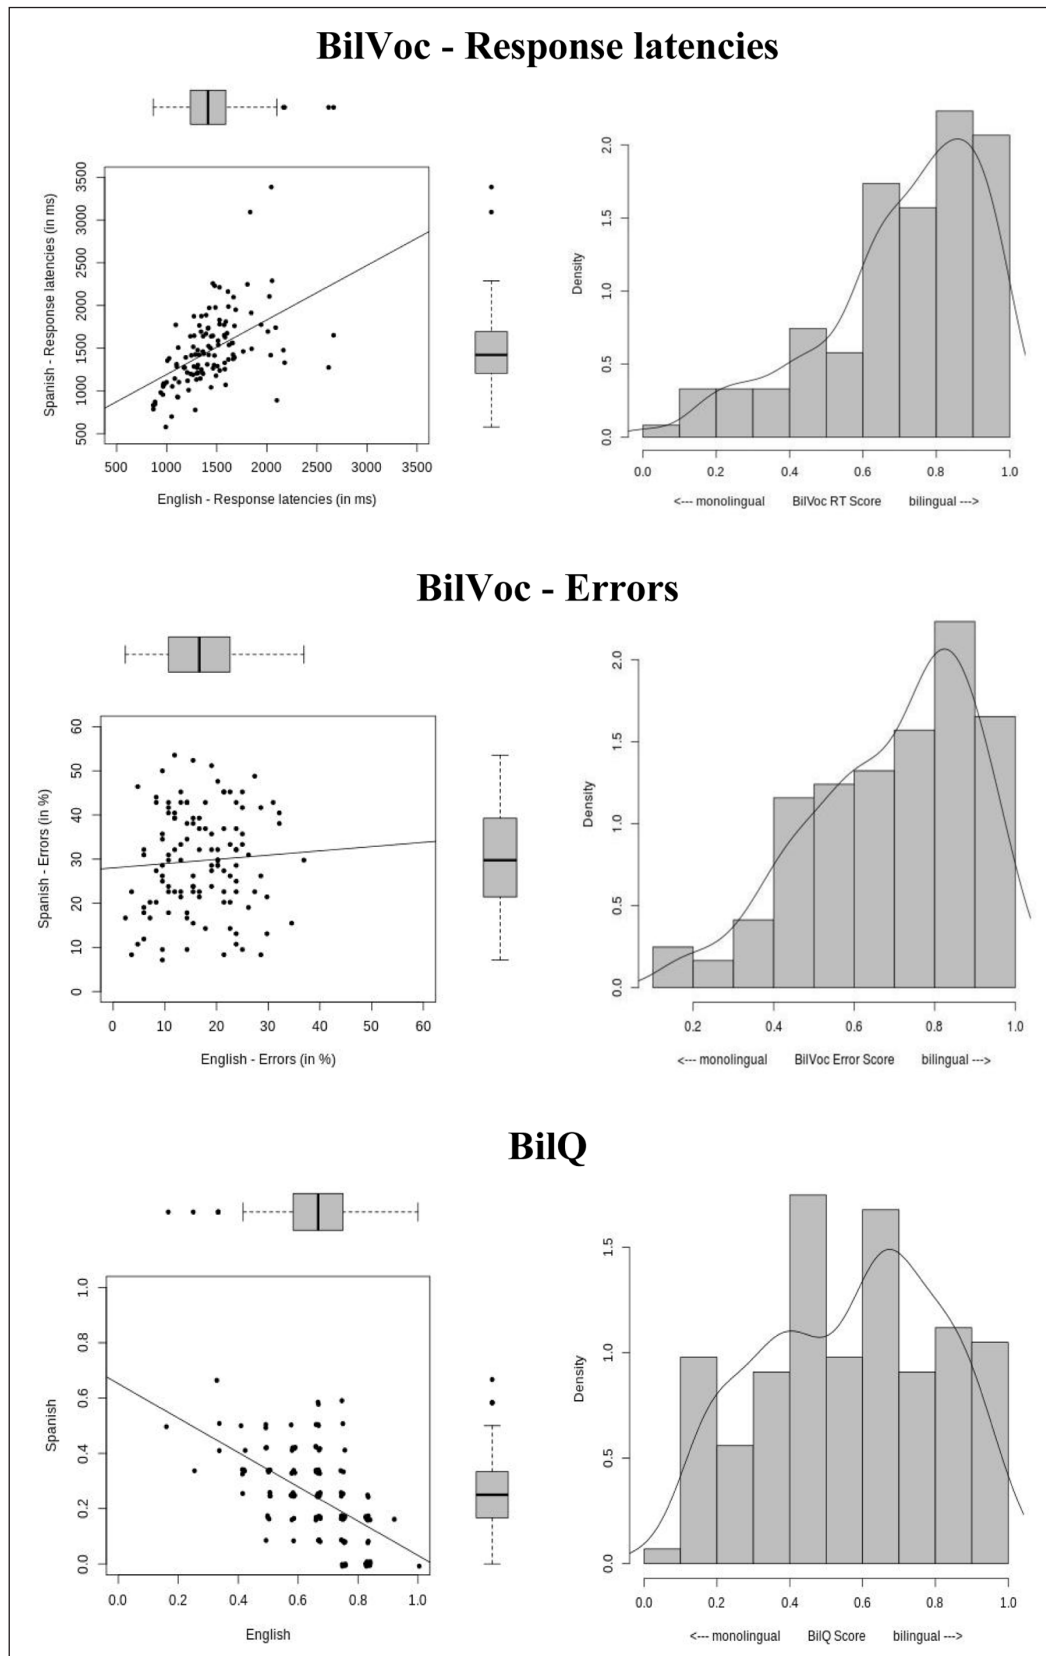 BilVoc - Response latencies
Spanish - Response latencies (in ms)
3500
3000
2500
2000
1500
1000
500
500 1000 1500 2000 2500 3000 3500
English - Response latencies (in ms)
Density
2.0
1.5
1.0
0.5
0.0
0.0 0.2 0.4 0.6 0.8 1.0
<--- monolingual BilVoc RT Score bilingual --->
BilVoc - Errors
Spanish - Errors (in %)
60
50
40
30
20
10
0
0 10 20 30 40 50 60
English - Errors (in %)
Density
2.0
1.5
1.0
0.5
0.0
0.2 0.4 0.6 0.8 1.0
<--- monolingual BilVoc Error Score bilingual --->
BilQ
Spanish
1.0
0.8
0.6
0.4
0.2
0.0
0.0 0.2 0.4 0.6 0.8 1.0
English
Density
1.5
1.0
0.5
0.0
0.0 0.2 0.4 0.6 0.8 1.0
<--- monolingual BilQ Score bilingual --->